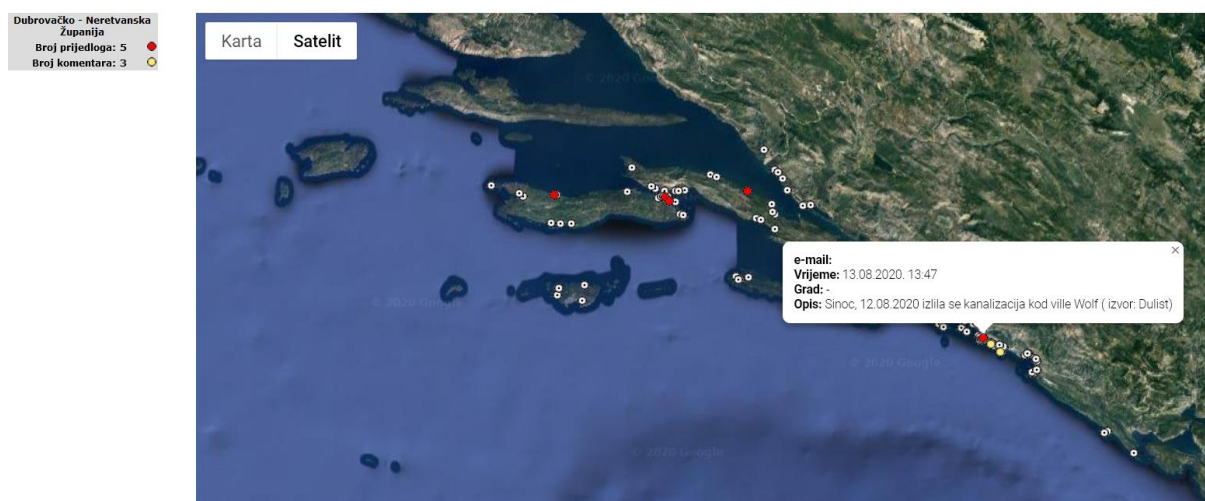 Dubrovačko - Neretvanska
Županija
Broj prijedloga: 5
Broj komentara: 3
Karta
Satelit
© 2020 Google
© 2020 Google
e-mail:
Vrijeme: 13.08.2020. 13:47
Grad: -
Opis: Sinoc, 12.08.2020 izlila se kanalizacija kod ville Wolf ( izvor: Dulist)
© 2020 Google
© 2020 Google